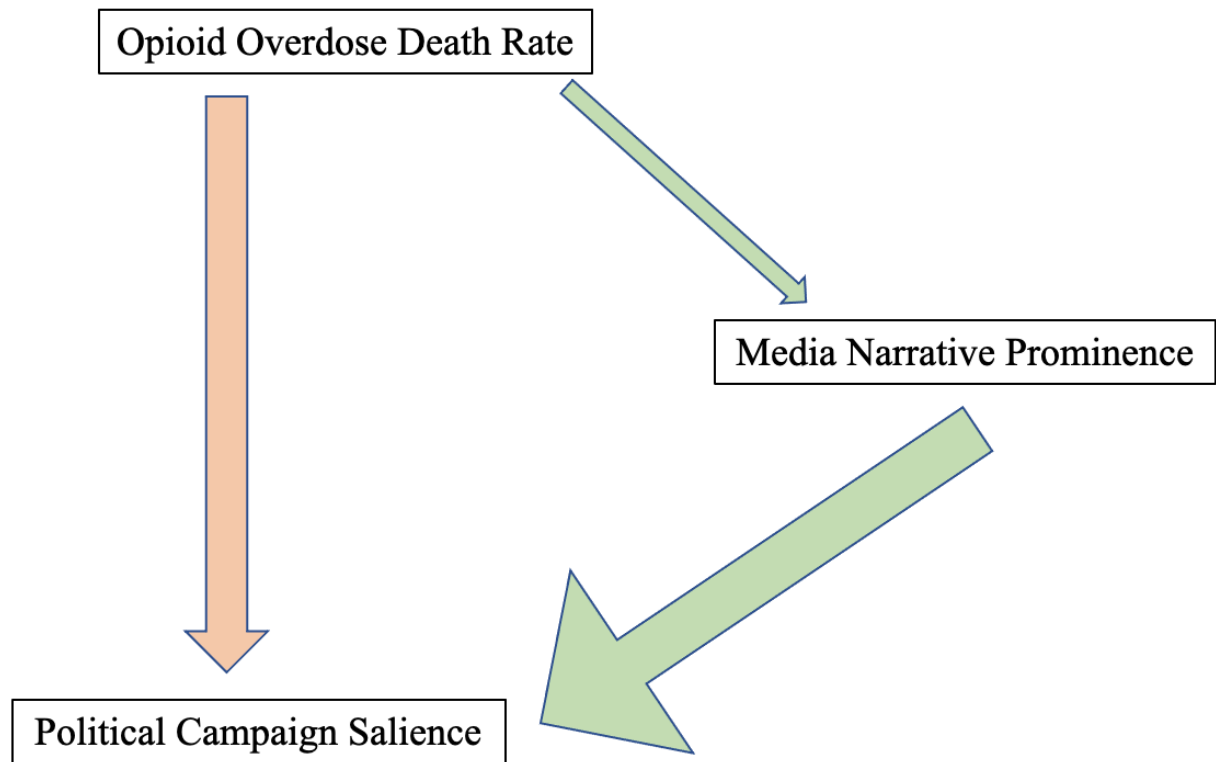 Opioid Overdose Death Rate
Media Narrative Prominence
Political Campaign Salience